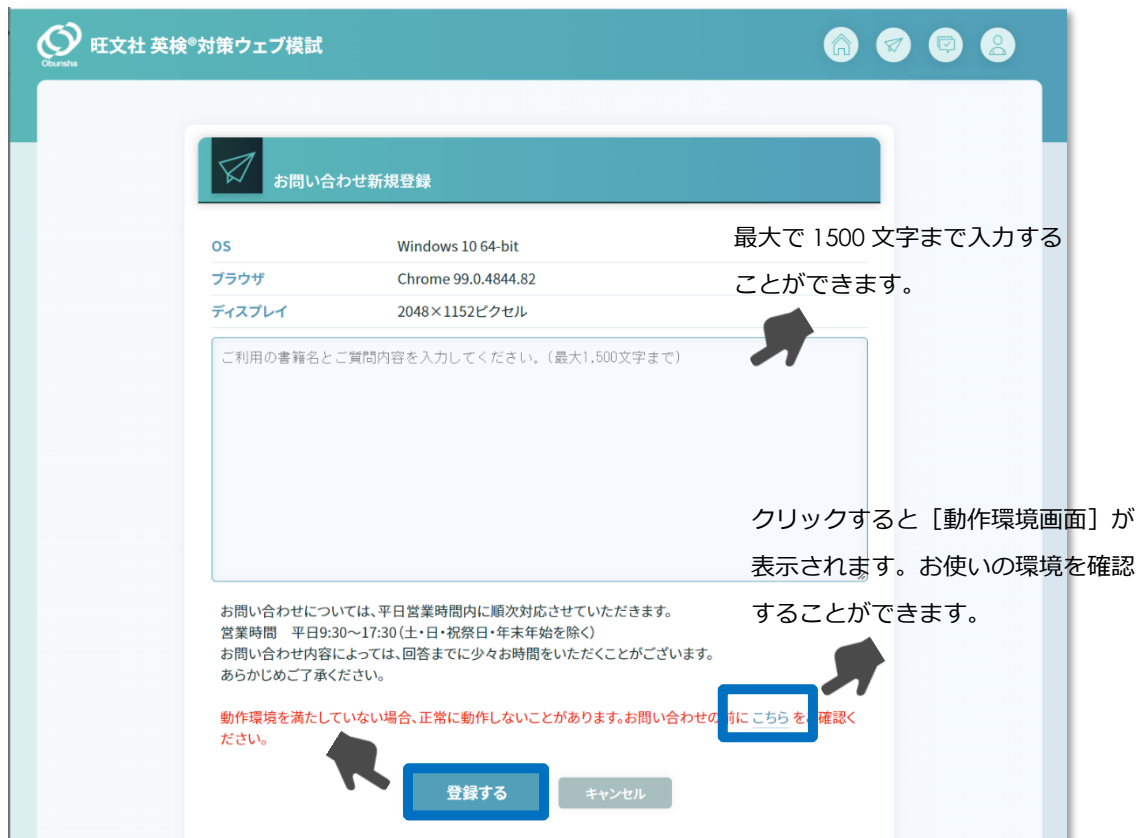 Obunsha
旺文社 英検®対策ウェブ模試
お問い合わせ新規登録
OS Windows 10 64-bit
ブラウザ Chrome 99.0.4844.82
ディスプレイ 2048×1152ピクセル
最大で 1500 文字まで入力する
ことができます。
ご利用の書籍名とご質問内容を入力してください。(最大1,500文字まで)
クリックすると[動作環境画面]が
表示されます。お使いの環境を確認
することができます。
お問い合わせについては、平日営業時間内に順次対応させていただきます。
営業時間 平日9:30～17:30(土・日・祝祭日・年末年始を除く)
お問い合わせ内容によっては、回答までに少々お時間をいただくことがございます。
あらかじめご了承ください。
動作環境を満たしていない場合、正常に動作しないことがあります。お問い合わせの前に こちら をご確認く
ださい。
登録する キャンセル